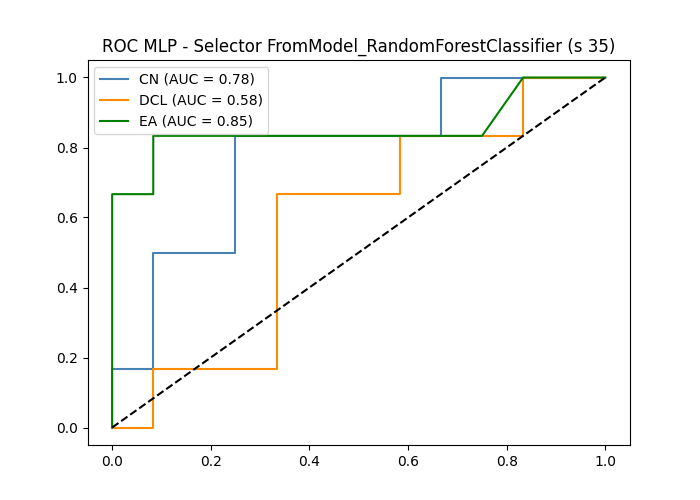 ROC MLP - Selector FromModel_RandomForestClassifier (s 35)
CN (AUC = 0.78)
DCL (AUC = 0.58)
EA (AUC = 0.85)
1.0
0.8
0.6
0.4
0.2
0.0
0.0 0.2 0.4 0.6 0.8 1.0